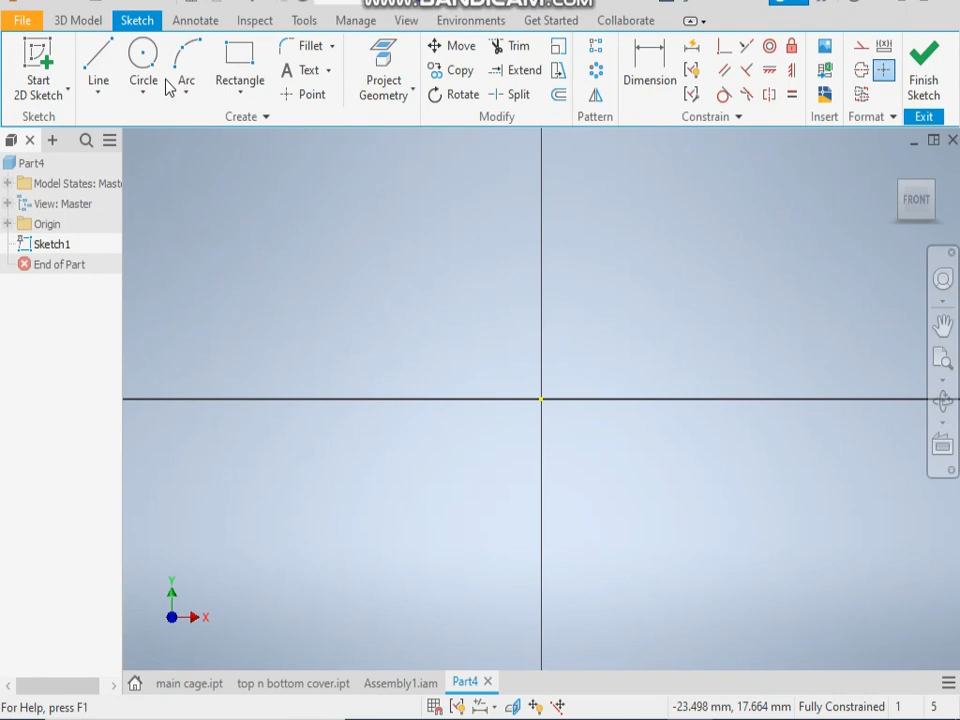 WWW.BANDICAM.COM
File 3D Model Sketch Annotate Inspect Tools Manage View Environments Get Started Collaborate
Start 2D Sketch
Line Circle Arc Rectangle
Fillet
Text
Point
Project Geometry
Move Trim
Copy Extend
Rotate Split
Dimension
Finish Sketch
Sketch Create Modify Pattern Constrain Insert Format Exit
Part4
Model States: Mast
View: Master
Origin
Sketch1
End of Part
FRONT
Y
X
main cage.ipt top n bottom cover.ipt Assembly1.iam Part4
For Help, press F1 -23.498 mm, 17.664 mm Fully Constrained 1 5